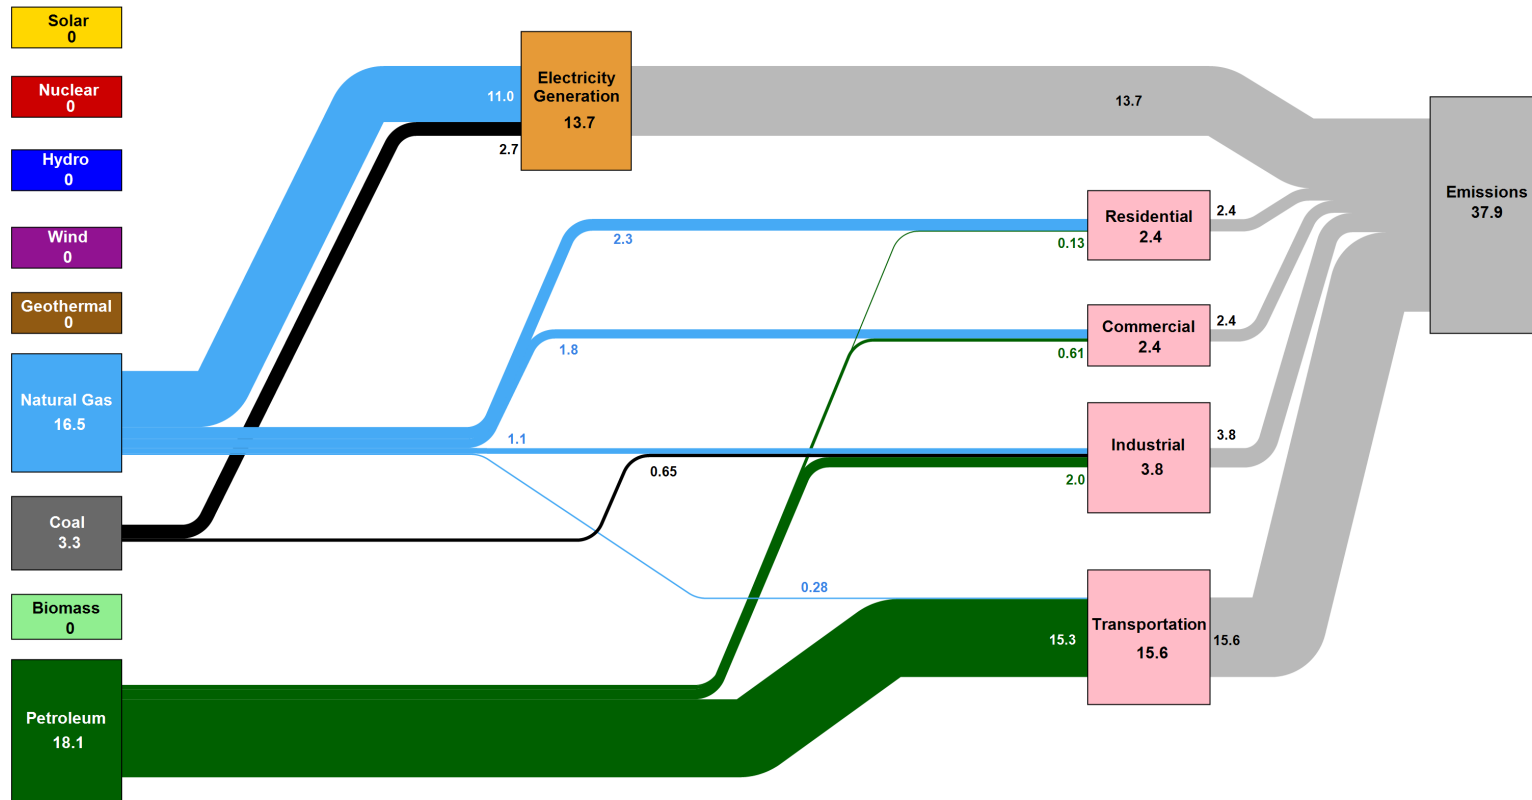 Solar
0
Nuclear
0
Hydro
0
Wind
0
Geothermal
0
Natural Gas
16.5
Coal
3.3
Biomass
0
Petroleum
18.1
11.0
2.7
Electricity
Generation
13.7
13.7
2.3
0.13
Residential
2.4
2.4
1.8
0.61
Commercial
2.4
2.4
1.1
0.65
2.0
Industrial
3.8
3.8
0.28
15.3
Transportation
15.6
15.6
Emissions
37.9